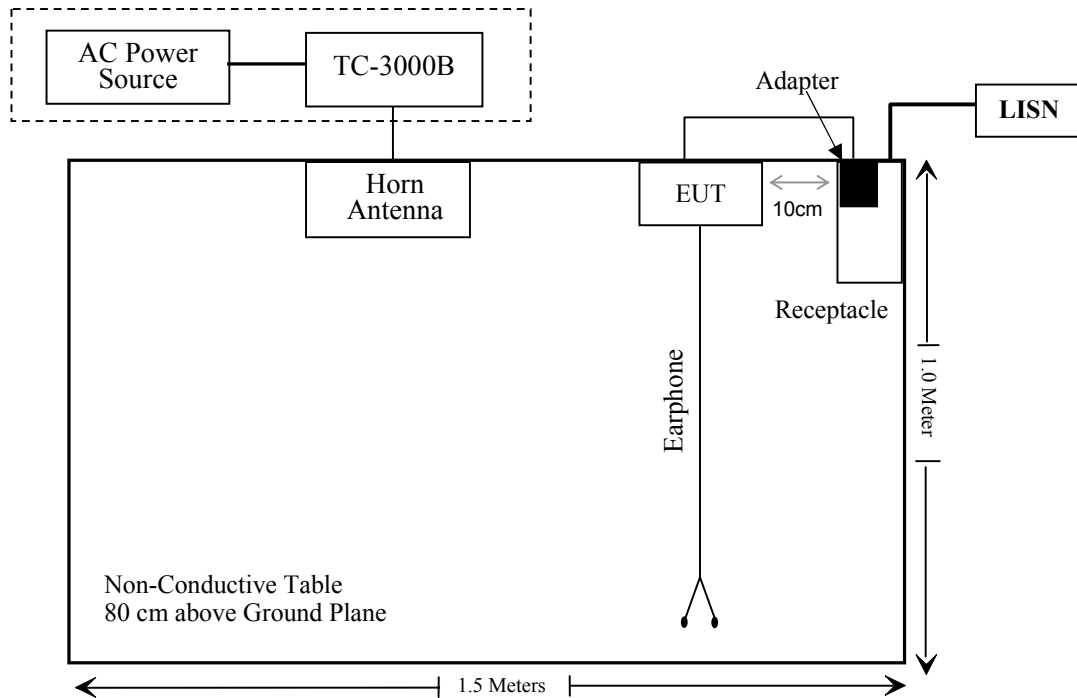 AC Power
Source
TC-3000B
Adapter
LISN
Horn
Antenna
EUT
10cm
Receptacle
Earphone
1.0 Meter
Non-Conductive Table
80 cm above Ground Plane
1.5 Meters